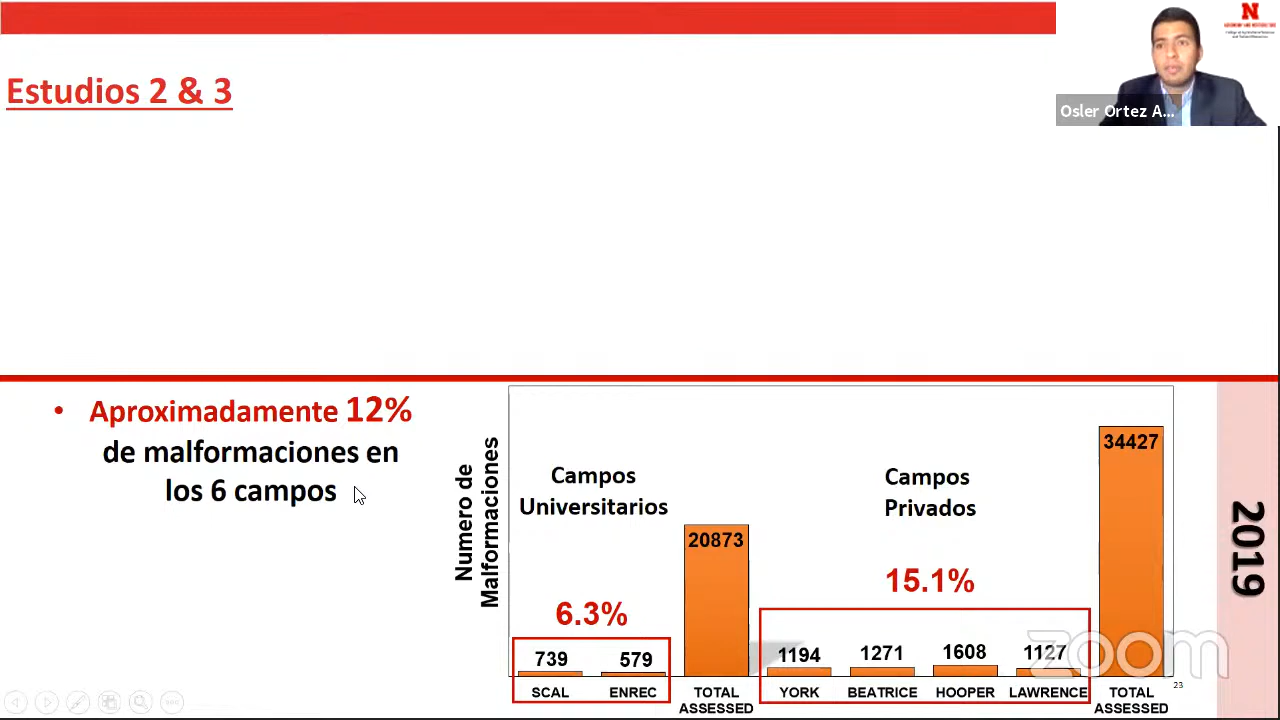 N
Osler Ortez A...
Estudios 2 & 3
• Aproximadamente 12%
de malformaciones en
los 6 campos
Numero de
Malformaciones
Campos
Universitarios
6.3%
739
579
20873
Campos
Privados
15.1%
1194
1271
1608
1127
34427
SCAL
ENREC
TOTAL
ASSESSED
YORK
BEATRICE
HOOPER
LAWRENCE
TOTAL
ASSESSED
2019
zoom
23